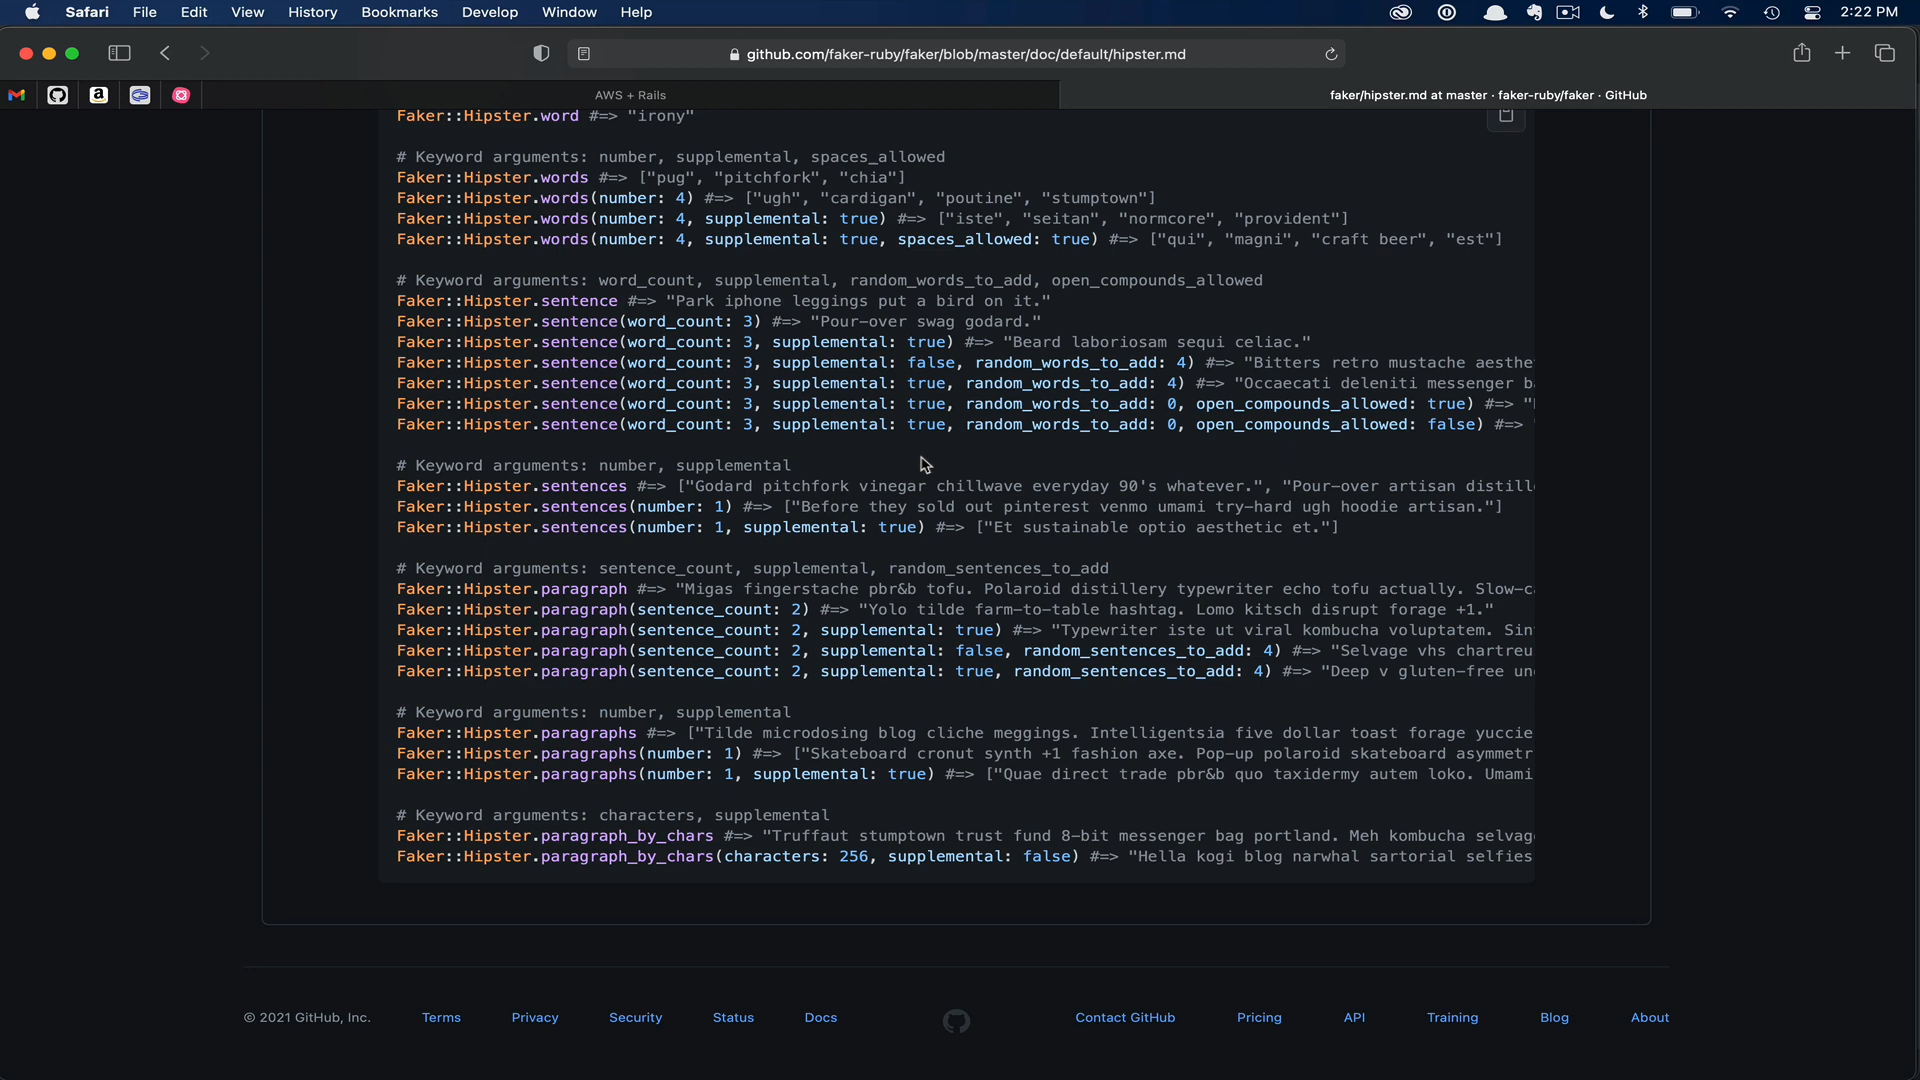 Safari File Edit View History Bookmarks Develop Window Help 2:22 PM
github.com/faker-ruby/faker/blob/master/doc/default/hipster.md
AWS + Rails
faker/hipster.md at master · faker-ruby/faker · GitHub
Faker::Hipster.word #=> "irony"
# Keyword arguments: number, supplemental, spaces_allowed
Faker::Hipster.words #=> ["pug", "pitchfork", "chia"]
Faker::Hipster.words(number: 4) #=> ["ugh", "cardigan", "poutine", "stumptown"]
Faker::Hipster.words(number: 4, supplemental: true) #=> ["iste", "seitan", "normcore", "provident"]
Faker::Hipster.words(number: 4, supplemental: true, spaces_allowed: true) #=> ["qui", "magni", "craft beer", "est"]
# Keyword arguments: word_count, supplemental, random_words_to_add, open_compounds_allowed
Faker::Hipster.sentence #=> "Park iphone leggings put a bird on it."
Faker::Hipster.sentence(word_count: 3) #=> "Pour-over swag godard."
Faker::Hipster.sentence(word_count: 3, supplemental: true) #=> "Beard laboriosam sequi celiac."
Faker::Hipster.sentence(word_count: 3, supplemental: false, random_words_to_add: 4) #=> "Bitters retro mustache aesthe
Faker::Hipster.sentence(word_count: 3, supplemental: true, random_words_to_add: 4) #=> "Occaecati deleniti messenger b
Faker::Hipster.sentence(word_count: 3, supplemental: true, random_words_to_add: 0, open_compounds_allowed: true) #=> "
Faker::Hipster.sentence(word_count: 3, supplemental: true, random_words_to_add: 0, open_compounds_allowed: false) #=>
# Keyword arguments: number, supplemental
Faker::Hipster.sentences #=> ["Godard pitchfork vinegar chillwave everyday 90's whatever.", "Pour-over artisan distill
Faker::Hipster.sentences(number: 1) #=> ["Before they sold out pinterest venmo umami try-hard ugh hoodie artisan."]
Faker::Hipster.sentences(number: 1, supplemental: true) #=> ["Et sustainable optio aesthetic et."]
# Keyword arguments: sentence_count, supplemental, random_sentences_to_add
Faker::Hipster.paragraph #=> "Migas fingerstache pbr&b tofu. Polaroid distillery typewriter echo tofu actually. Slow-c
Faker::Hipster.paragraph(sentence_count: 2) #=> "Yolo tilde farm-to-table hashtag. Lomo kitsch disrupt forage +1."
Faker::Hipster.paragraph(sentence_count: 2, supplemental: true) #=> "Typewriter iste ut viral kombucha voluptatem. Sin
Faker::Hipster.paragraph(sentence_count: 2, supplemental: false, random_sentences_to_add: 4) #=> "Selvage vhs chartreu
Faker::Hipster.paragraph(sentence_count: 2, supplemental: true, random_sentences_to_add: 4) #=> "Deep v gluten-free un
# Keyword arguments: number, supplemental
Faker::Hipster.paragraphs #=> ["Tilde microdosing blog cliche meggings. Intelligentsia five dollar toast forage yuccie
Faker::Hipster.paragraphs(number: 1) #=> ["Skateboard cronut synth +1 fashion axe. Pop-up polaroid skateboard asymmetr
Faker::Hipster.paragraphs(number: 1, supplemental: true) #=> ["Quae direct trade pbr&b quo taxidermy autem loko. Umami
# Keyword arguments: characters, supplemental
Faker::Hipster.paragraph_by_chars #=> "Truffaut stumptown trust fund 8-bit messenger bag portland. Meh kombucha selvag
Faker::Hipster.paragraph_by_chars(characters: 256, supplemental: false) #=> "Hella kogi blog narwhal sartorial selfies
© 2021 GitHub, Inc. Terms Privacy Security Status Docs Contact GitHub Pricing API Training Blog About